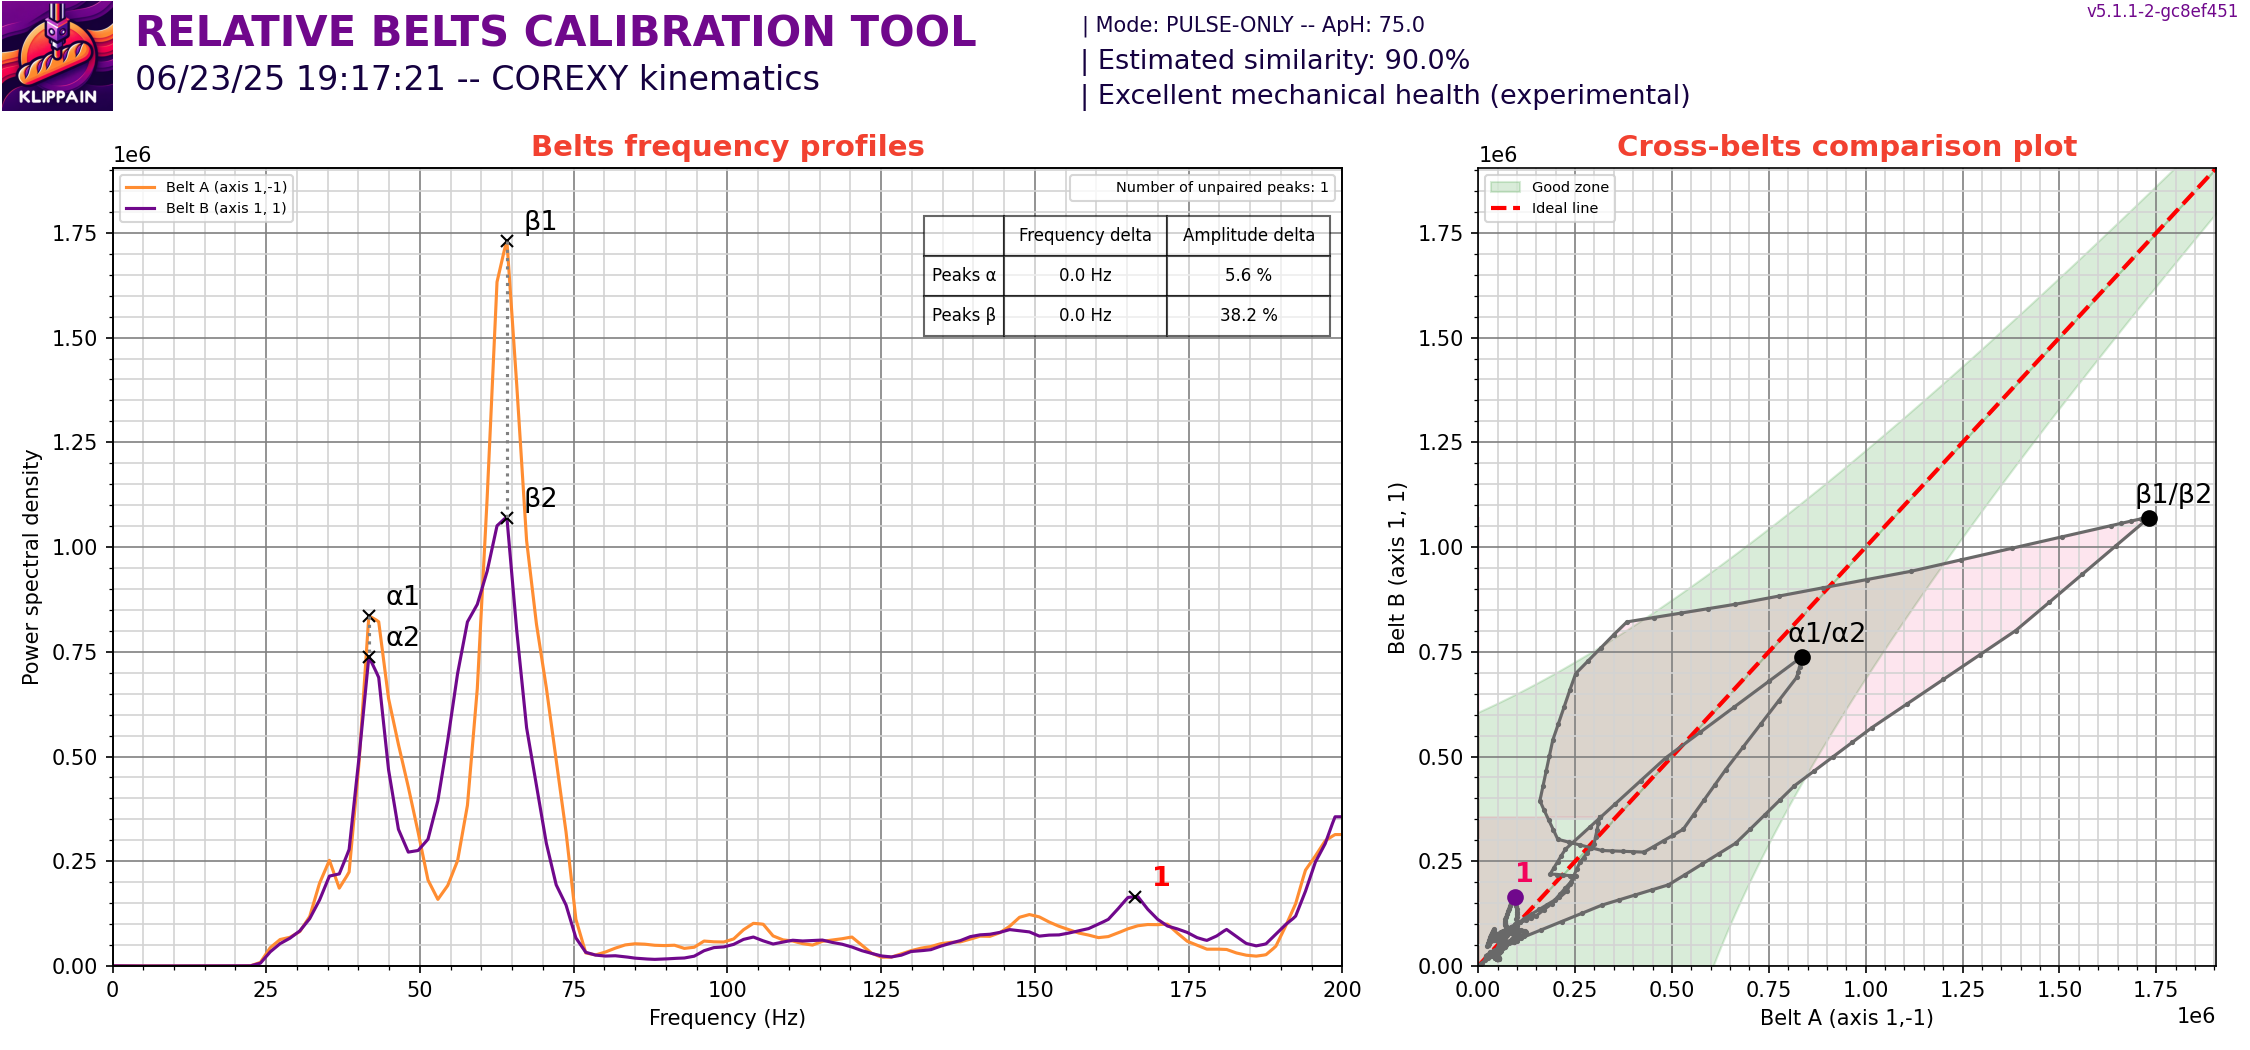 KLIPPAIN
RELATIVE BELTS CALIBRATION TOOL
06/23/25 19:17:21 -- COREXY kinematics
| Mode: PULSE-ONLY -- ApH: 75.0
| Estimated similarity: 90.0%
| Excellent mechanical health (experimental)
v5.1.1-2-gc8ef451
Belts frequency profiles
1e6
Belt A (axis 1,-1)
Belt B (axis 1, 1)
Number of unpaired peaks: 1
Frequency delta Amplitude delta
Peaks α 0.0 Hz 5.6 %
Peaks β 0.0 Hz 38.2 %
β1
β2
α1
α2
1
1.75
1.50
1.25
1.00
0.75
0.50
0.25
0.00
Power spectral density
0 25 50 75 100 125 150 175 200
Frequency (Hz)
Cross-belts comparison plot
1e6
Good zone
Ideal line
β1/β2
α1/α2
1
1.75
1.50
1.25
1.00
0.75
0.50
0.25
0.00
Belt B (axis 1, 1)
0.00 0.25 0.50 0.75 1.00 1.25 1.50 1.75
Belt A (axis 1,-1)
1e6